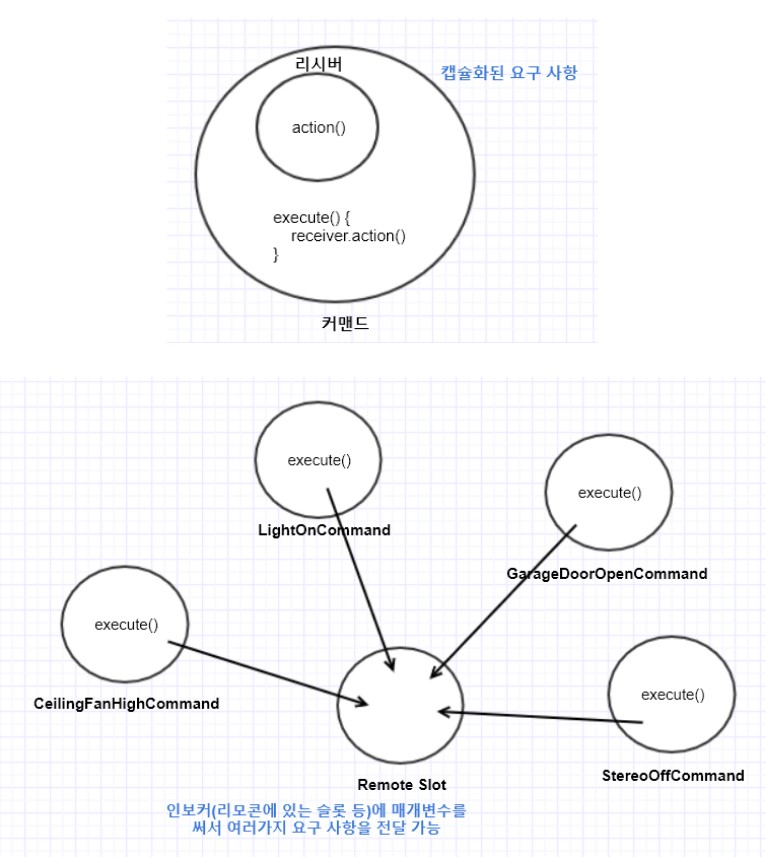 리시버
캡슐화된 요구 사항
action()
execute() {
receiver.action()
}
커맨드
execute()
LightOnCommand
execute()
GarageDoorOpenCommand
execute()
CeilingFanHighCommand
execute()
StereoOffCommand
Remote Slot
인보커(리모콘에 있는 슬롯 등)에 매개변수를
써서 여러가지 요구 사항을 전달 가능